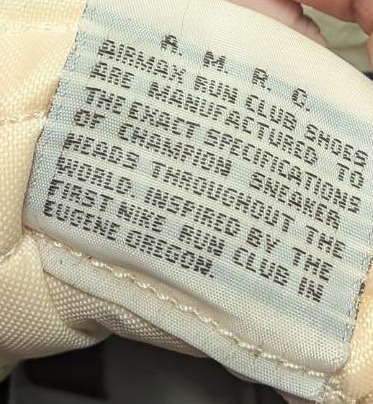 A. M. R. C.
AIRMAX RUN CLUB SHOES
ARE MANUFACTURED TO
THE EXACT SPECIFICATIONS
OF CHAMPION SNEAKER
HEADS THROUGHOUT THE
WORLD. INSPIRED BY THE
FIRST NIKE RUN CLUB IN
EUGENE OREGON.